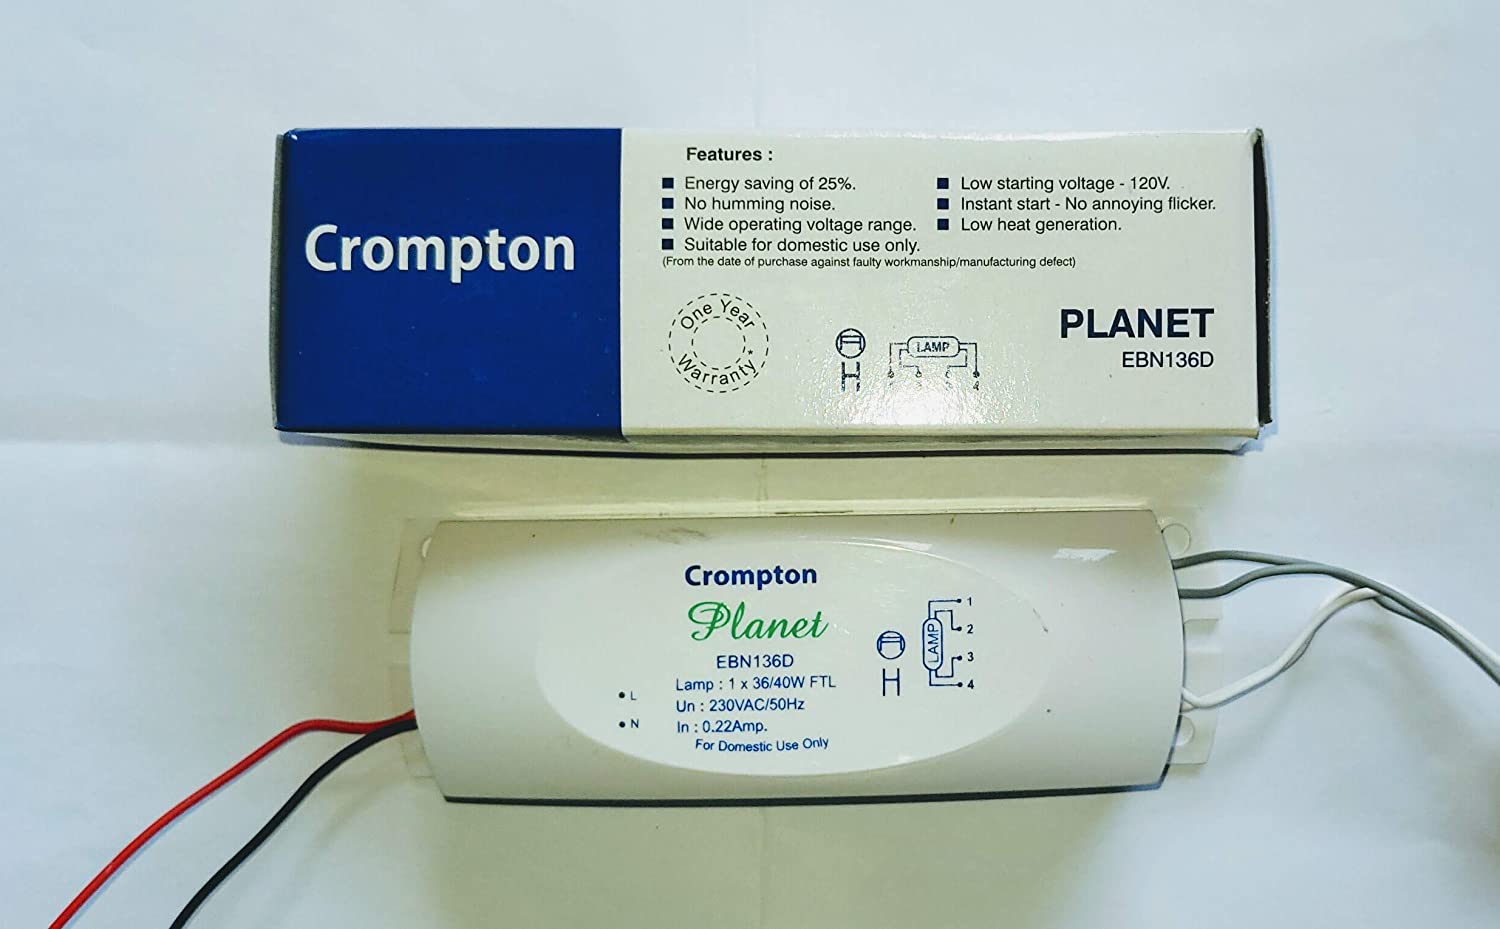 Crompton
Features :
Energy saving of 25%.
No humming noise.
Wide operating voltage range.
Suitable for domestic use only.
Low starting voltage - 120V.
Instant start - No annoying flicker.
Low heat generation.
(From the date of purchase against faulty workmanship/manufacturing defect)
One Year
Warranty*
H
LAMP
4
PLANET
EBN136D
Crompton
Planet
EBN136D
Lamp : 1 x 36/40W FTL
Un : 230VAC/50Hz
In : 0.22Amp.
For Domestic Use Only
L
N
H
LAMP
1
2
3
4